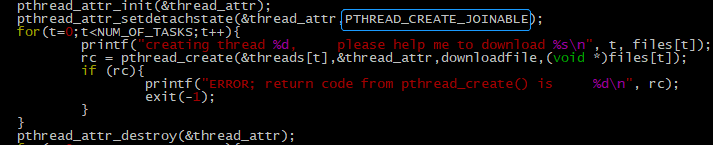 pthread_attr_init(&thread_attr);
pthread_attr_setdetachstate(&thread_attr,PTHREAD_CREATE_JOINABLE);
for(t=0;t<NUM_OF_TASKS;t++){
printf("creating thread %d,    please help me to download %s\n", t, files[t]);
rc = pthread_create(&threads[t],&thread_attr,downloadfile,(void *)files[t]);
if (rc){
printf("ERROR; return code from pthread_create() is    %d\n", rc);
exit(-1);
}
}
pthread_attr_destroy(&thread_attr);